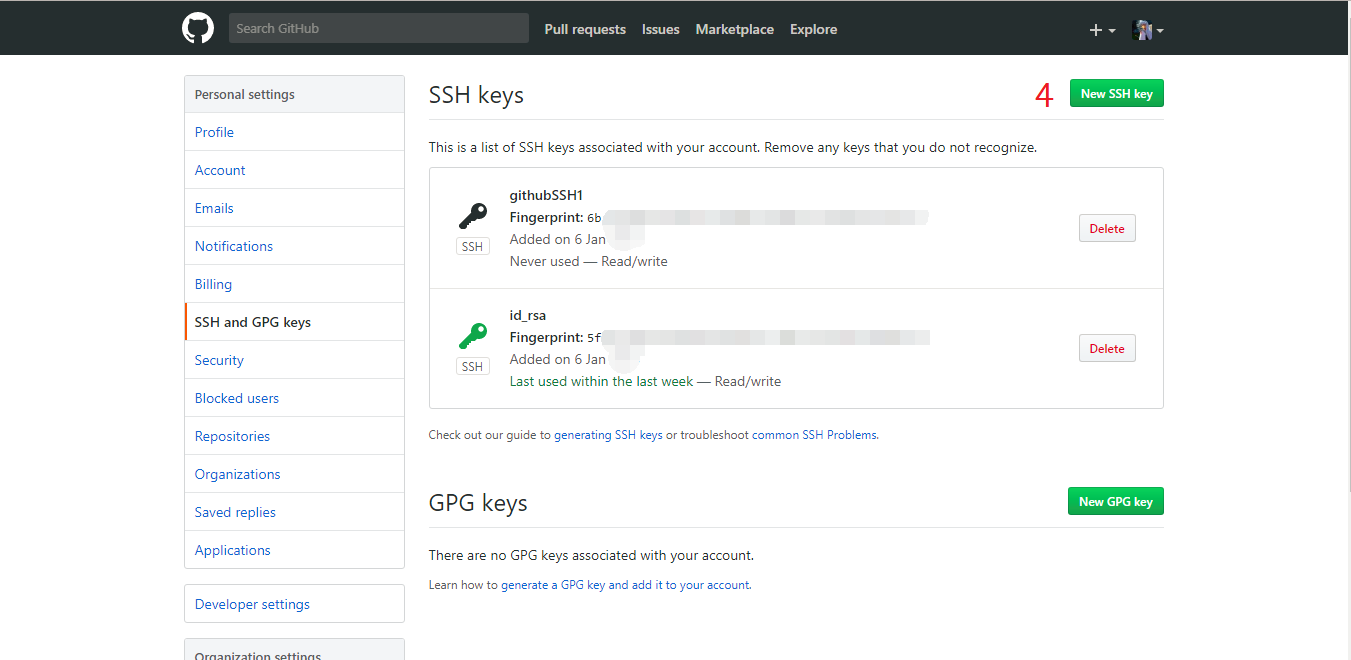 Search GitHub Pull requests Issues Marketplace Explore
Personal settings
Profile
Account
Emails
Notifications
Billing
SSH and GPG keys
Security
Blocked users
Repositories
Organizations
Saved replies
Applications
Developer settings
Organization settings
SSH keys 4 New SSH key
This is a list of SSH keys associated with your account. Remove any keys that you do not recognize.
githubSSH1
Fingerprint: 6b
Added on 6 Jan
Never used — Read/write
SSH
Delete
id_rsa
Fingerprint: 5f
Added on 6 Jan
Last used within the last week — Read/write
SSH
Delete
Check out our guide to generating SSH keys or troubleshoot common SSH Problems.
GPG keys New GPG key
There are no GPG keys associated with your account.
Learn how to generate a GPG key and add it to your account.